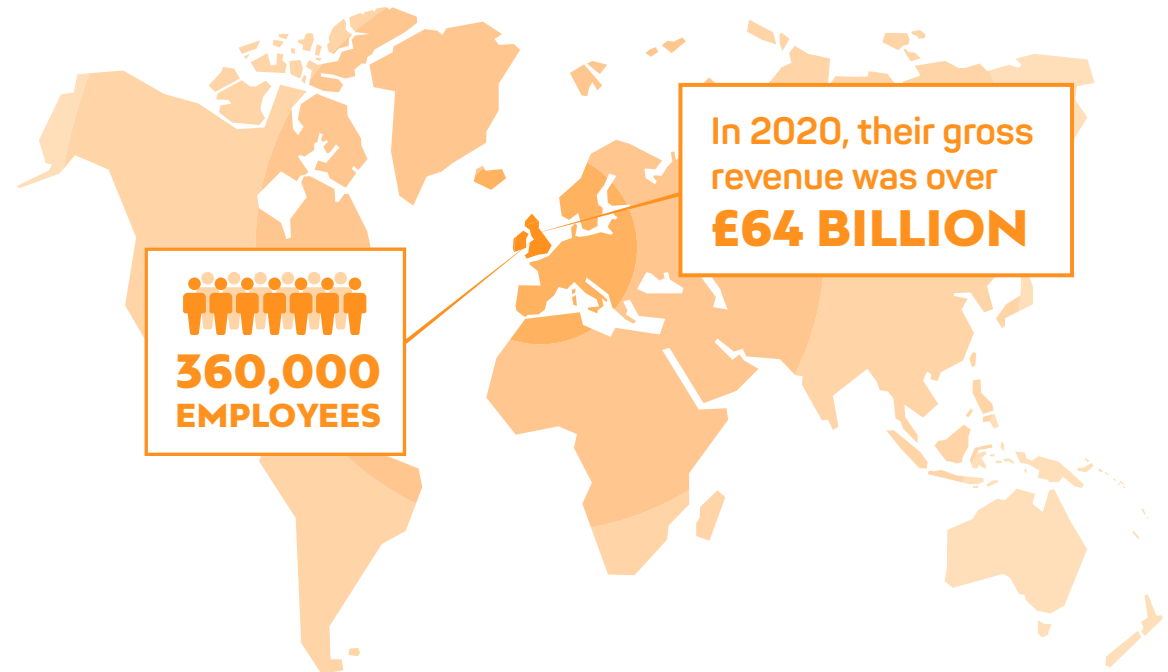 In 2020, their gross
revenue was over
£64 BILLION
360,000
EMPLOYEES